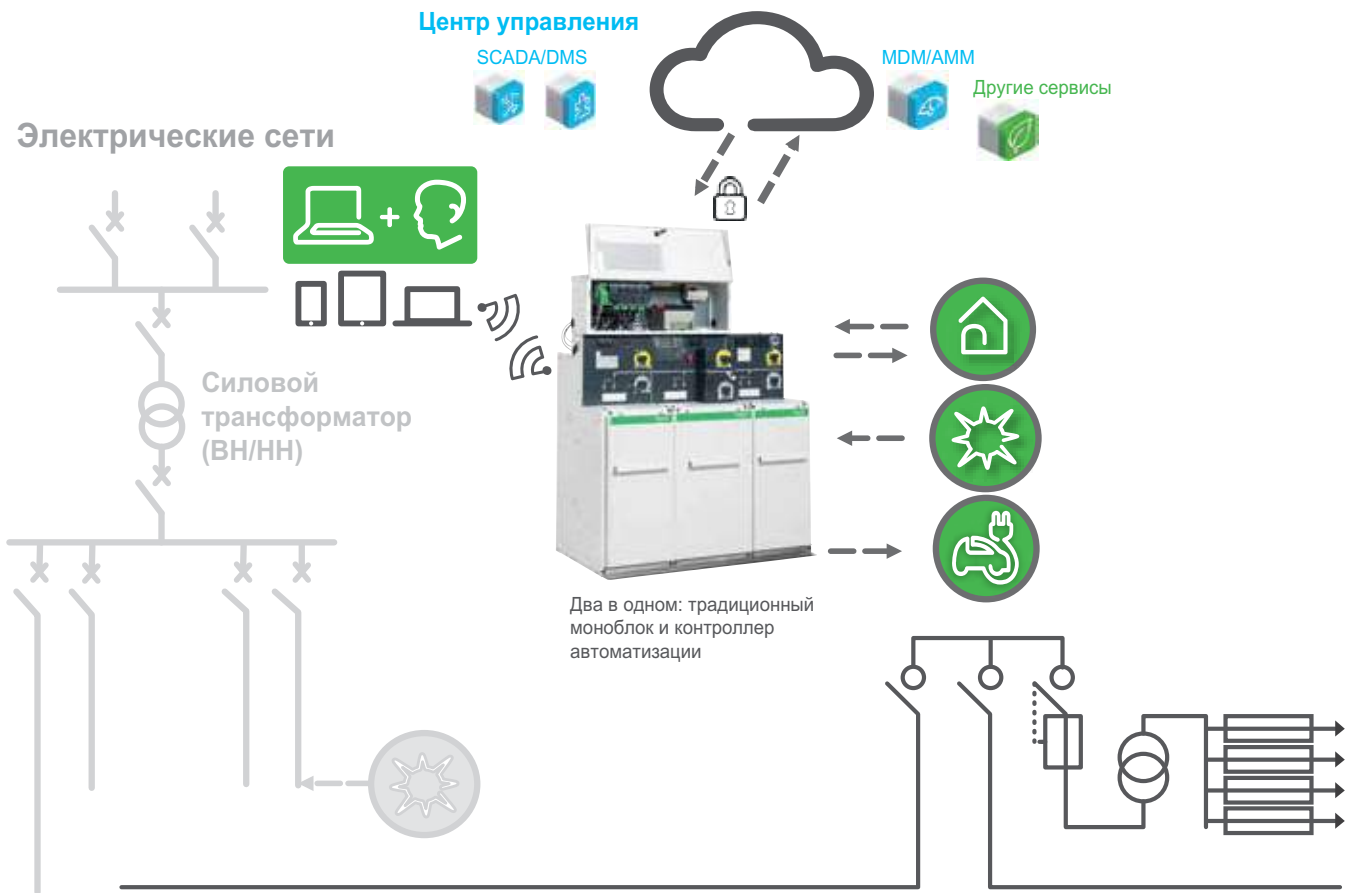 Центр управления
SCADA/DMS
MDM/AMM
Другие сервисы
Электрические сети
+
Силовой
трансформатор
(ВН/НН)
Два в одном: традиционный
моноблок и контроллер
автоматизации